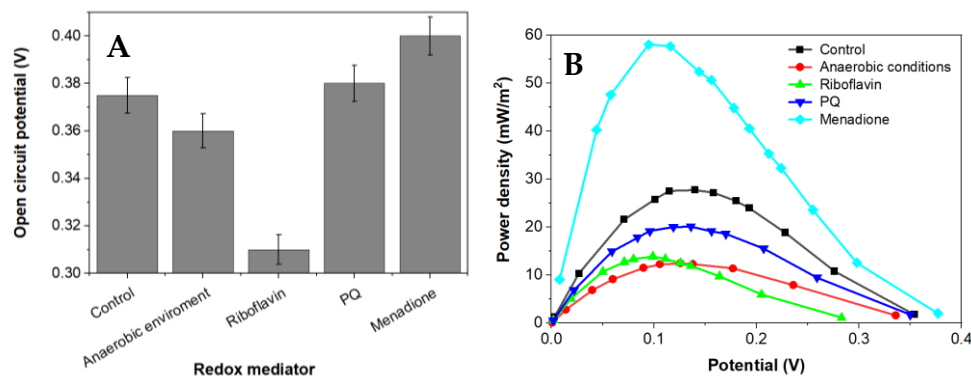 A
Open circuit potential (V)
0.40
0.38
0.36
0.34
0.32
0.30
Control
Anaerobic enviroment
Riboflavin
PQ
Menadione
Redox mediator
B
Power density (mW/m²)
60
50
40
30
20
10
0
Control
Anaerobic conditions
Riboflavin
PQ
Menadione
0.0
0.1
0.2
0.3
0.4
Potential (V)